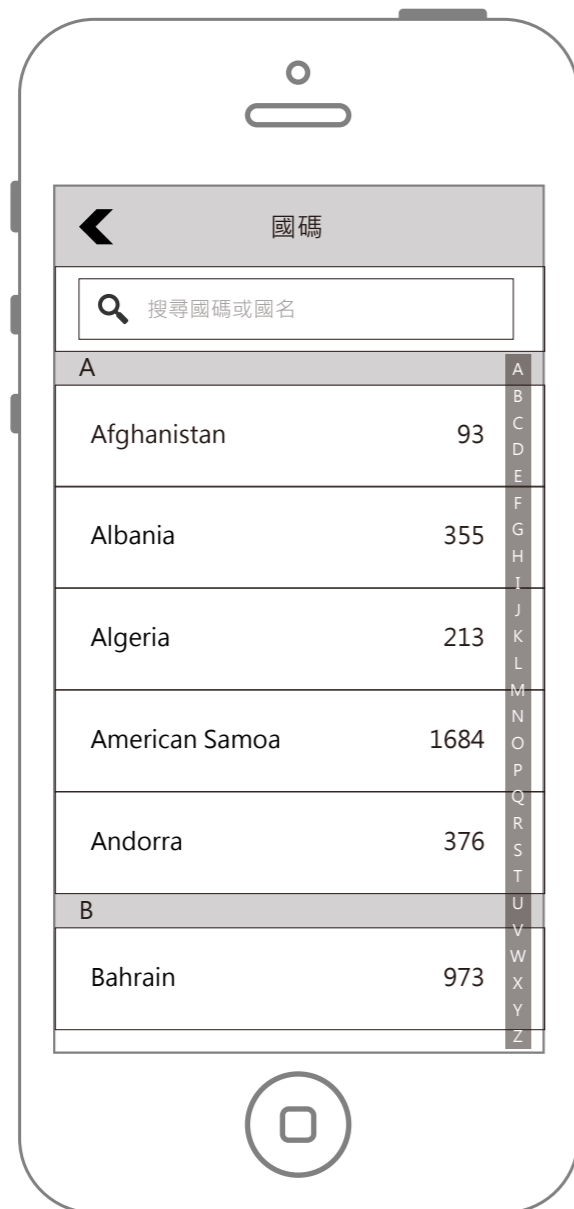 國碼
搜尋國碼或國名
A
Afghanistan 93
Albania 355
Algeria 213
American Samoa 1684
Andorra 376
B
Bahrain 973
A
B
C
D
E
F
G
H
I
J
K
L
M
N
O
P
Q
R
S
T
U
V
W
X
Y
Z